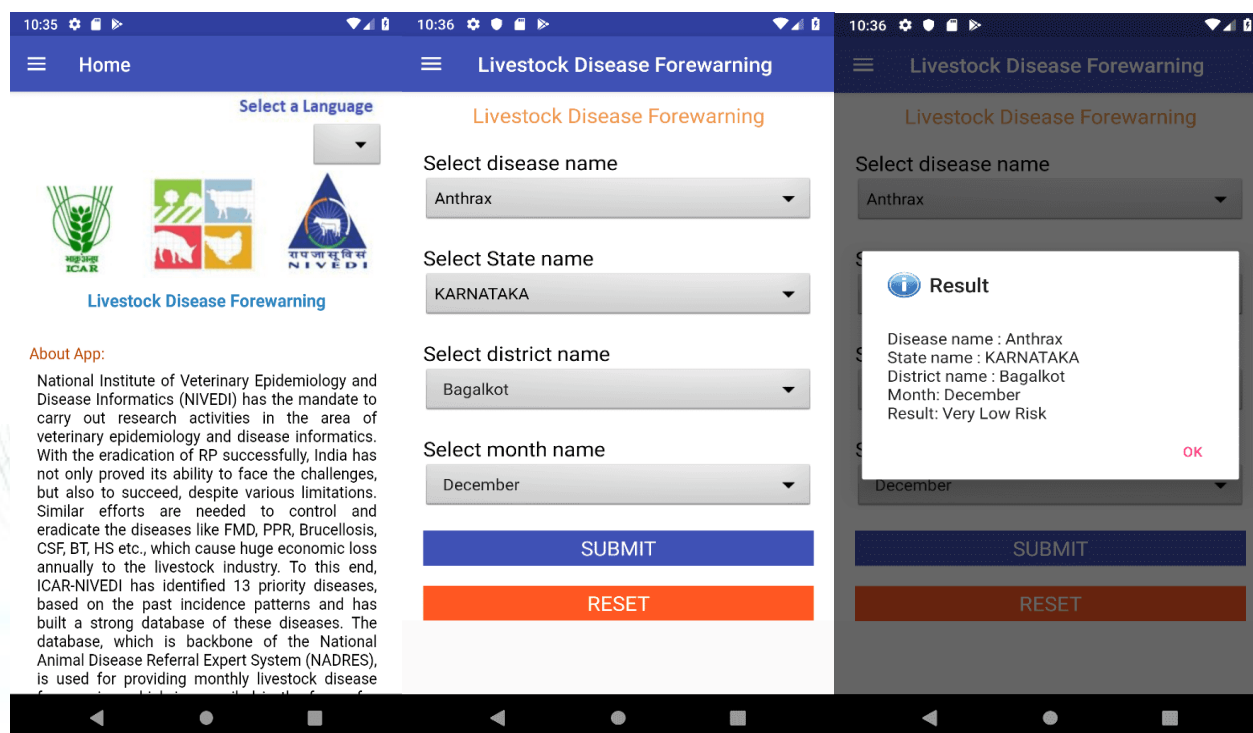 10:35
Home
Select a Language
भाकृअनुप
ICAR
रा प जा सू वि सं
NIVEDI
Livestock Disease Forewarning
About App:
National Institute of Veterinary Epidemiology and
Disease Informatics (NIVEDI) has the mandate to
carry out research activities in the area of
veterinary epidemiology and disease informatics.
With the eradication of RP successfully, India has
not only proved its ability to face the challenges,
but also to succeed, despite various limitations.
Similar efforts are needed to control and
eradicate the diseases like FMD, PPR, Brucellosis,
CSF, BT, HS etc., which cause huge economic loss
annually to the livestock industry. To this end,
ICAR-NIVEDI has identified 13 priority diseases,
based on the past incidence patterns and has
built a strong database of these diseases. The
database, which is backbone of the National
Animal Disease Referral Expert System (NADRES),
is used for providing monthly livestock disease
10:36
Livestock Disease Forewarning
Livestock Disease Forewarning
Select disease name
Anthrax
Select State name
KARNATAKA
Select district name
Bagalkot
Select month name
December
SUBMIT
RESET
10:36
Livestock Disease Forewarning
Livestock Disease Forewarning
Select disease name
Anthrax
Result
Disease name : Anthrax
State name : KARNATAKA
District name : Bagalkot
Month: December
Result: Very Low Risk
OK
December
SUBMIT
RESET